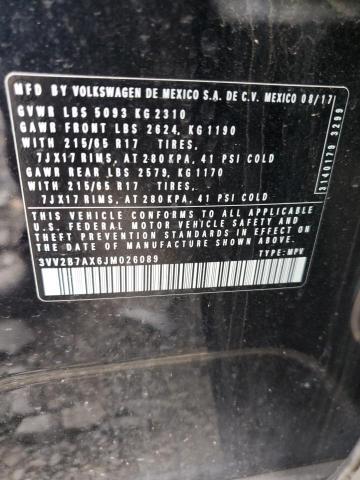 MFD BY VOLKSWAGEN DE MEXICO S.A. DE C.V. MEXICO 08/17
GVWR LBS 5093 KG 2310
GAWR FRONT LBS 2624, KG 1190
WITH 215/65 R17 TIRES,
7JX17 RIMS, AT 280 KPA, 41 PSI COLD
GAWR REAR LBS 2579, KG 1170
WITH 215/65 R17 TIRES,
7JX17 RIMS, AT 280 KPA, 41 PSI COLD
THIS VEHICLE CONFORMS TO ALL APPLICABLE
U.S. FEDERAL MOTOR VEHICLE SAFETY AND
THEFT PREVENTION STANDARDS IN EFFECT ON THE
DATE OF MANUFACTURE SHOWN ABOVE.
3VV2B7AX6JM026089 TYPE: MPV
3140179 3299